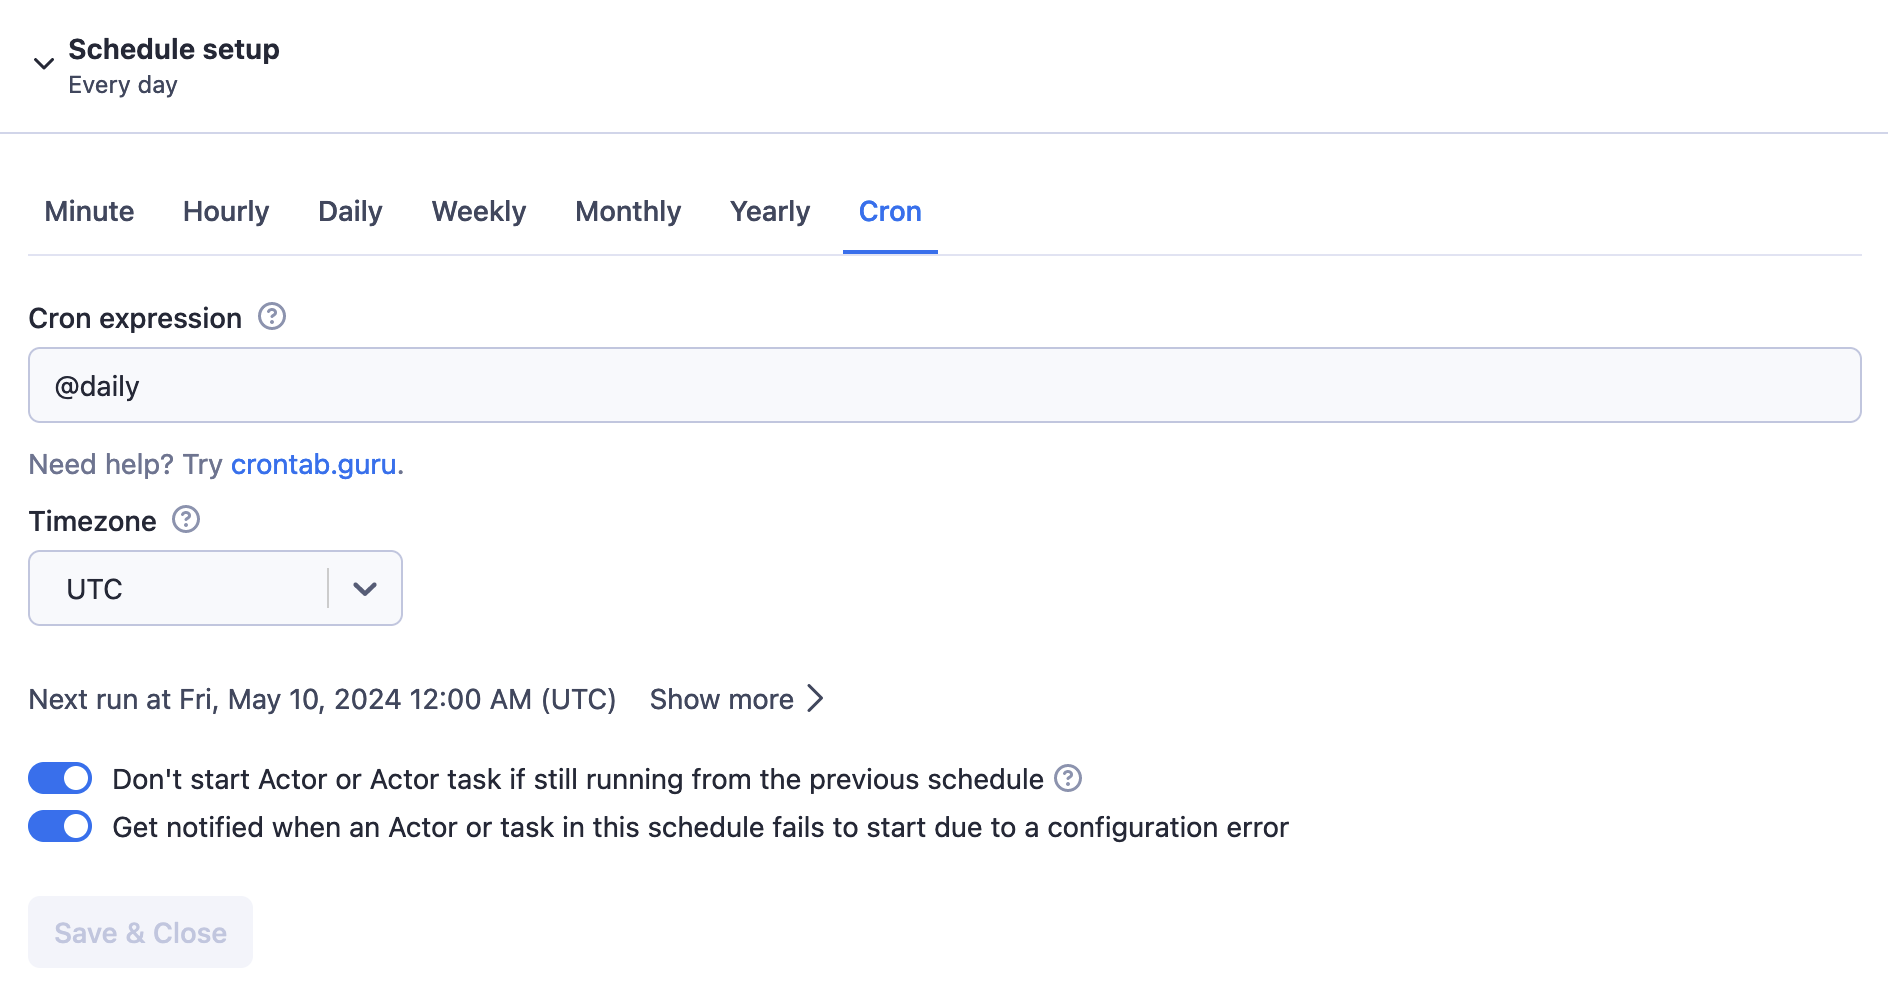 Schedule setup
Every day
Minute Hourly Daily Weekly Monthly Yearly Cron
Cron expression
@daily
Need help? Try crontab.guru.
Timezone
UTC
Next run at Fri, May 10, 2024 12:00 AM (UTC) Show more
Don't start Actor or Actor task if still running from the previous schedule
Get notified when an Actor or task in this schedule fails to start due to a configuration error
Save & Close